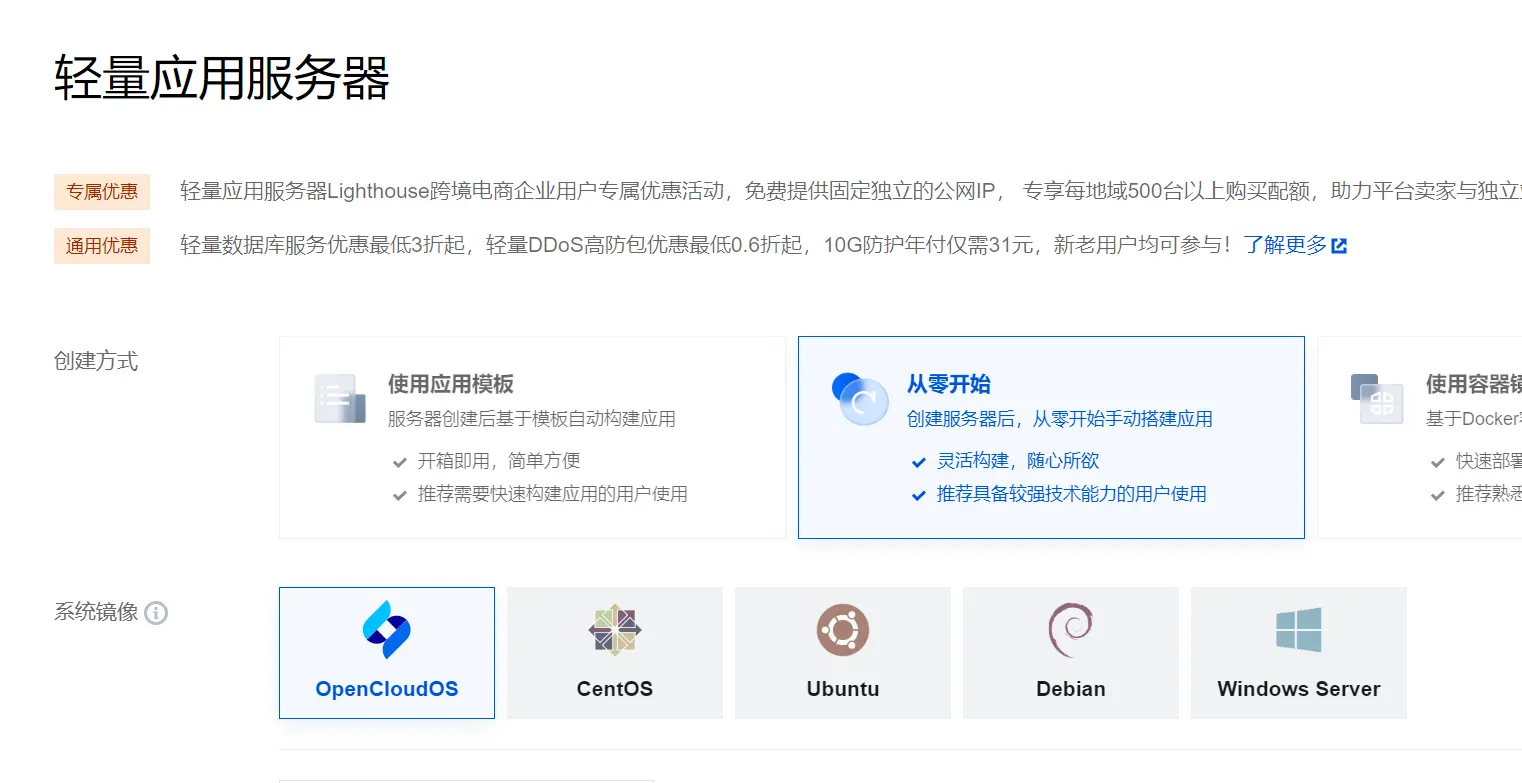 轻量应用服务器
专属优惠 轻量应用服务器Lighthouse跨境电商企业用户专属优惠活动，免费提供固定独立的公网IP， 专享每地域500台以上购买配额，助力平台卖家与独立
通用优惠 轻量数据库服务优惠最低3折起，轻量DDoS高防包优惠最低0.6折起，10G防护年付仅需31元，新老用户均可参与！了解更多
创建方式
使用应用模板
服务器创建后基于模板自动构建应用
开箱即用，简单方便
推荐需要快速构建应用的用户使用
从零开始
创建服务器后，从零开始手动搭建应用
灵活构建，随心所欲
推荐具备较强技术能力的用户使用
使用容器镜
基于Docker
快速部署
推荐熟悉
系统镜像
OpenCloudOS
CentOS
Ubuntu
Debian
Windows Server